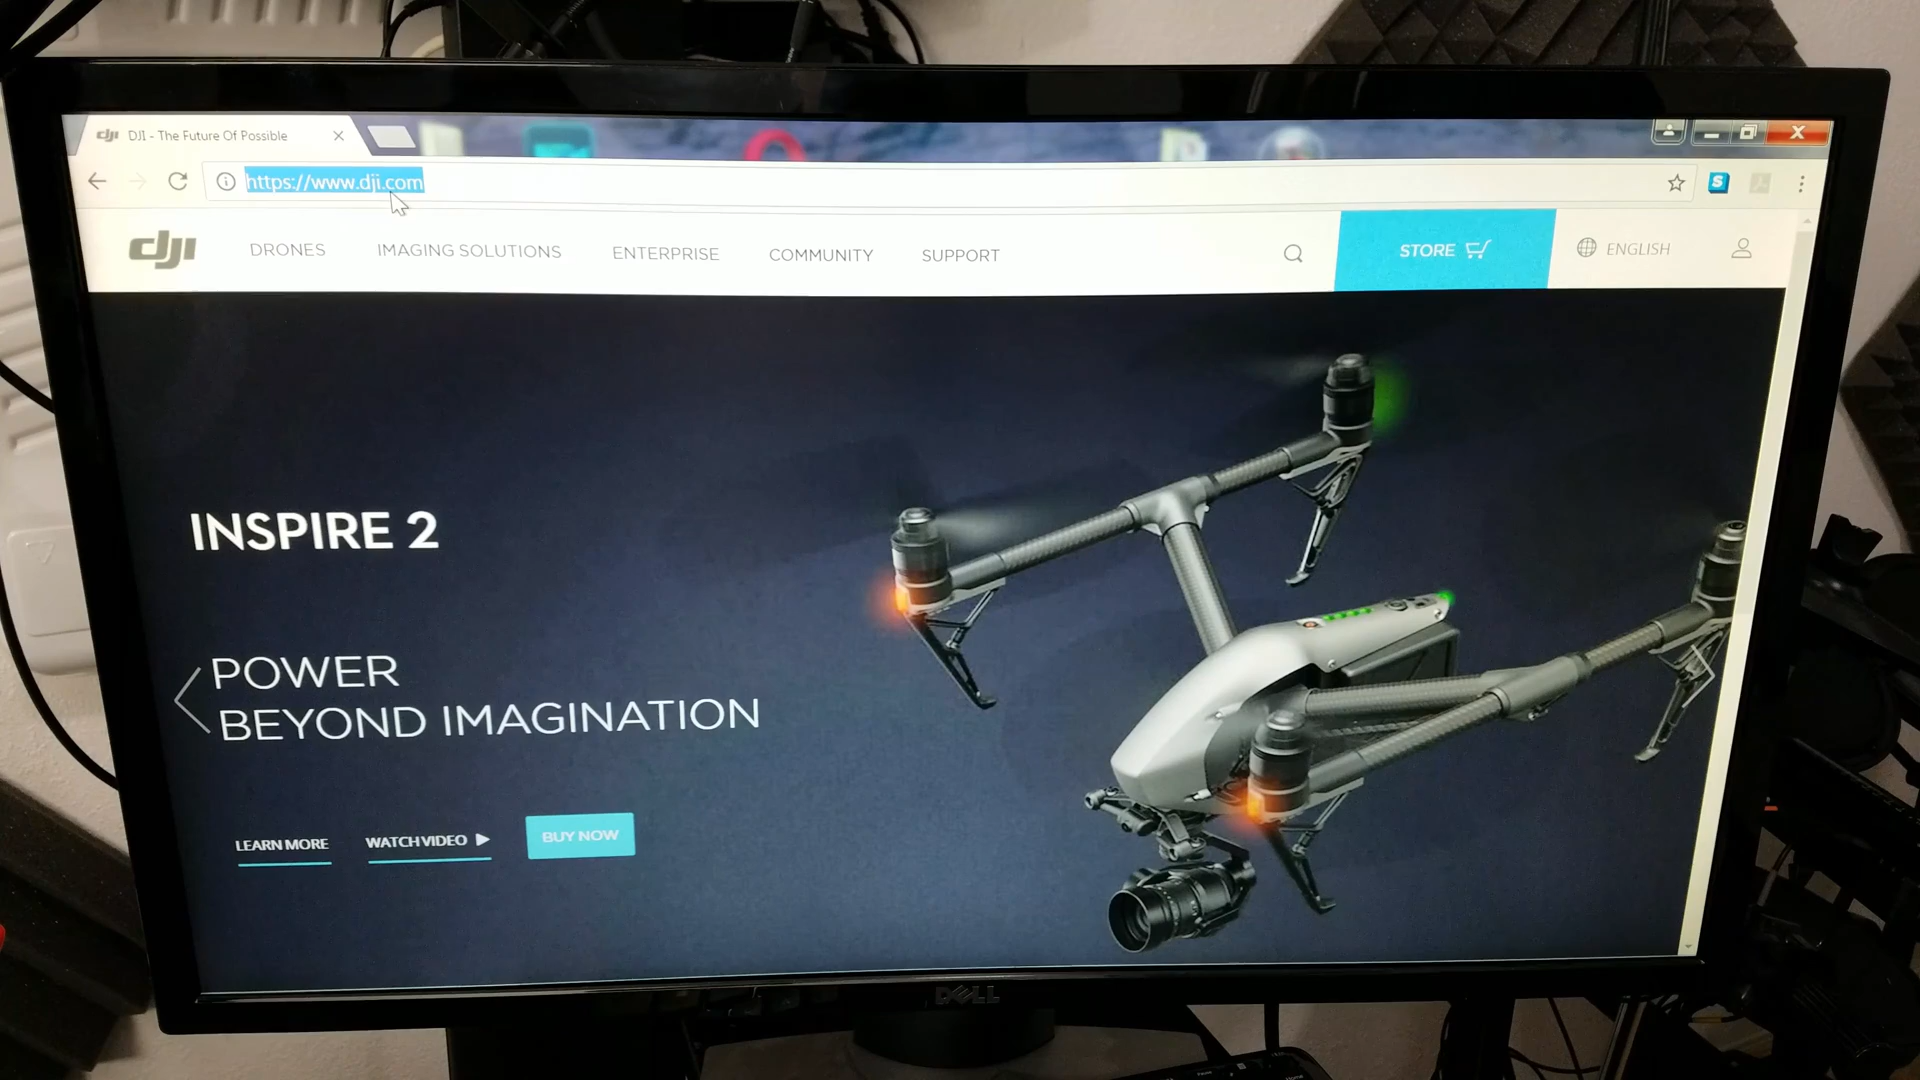 dji DJI - The Future Of Possible
https://www.dji.com
dji DRONES IMAGING SOLUTIONS ENTERPRISE COMMUNITY SUPPORT STORE ENGLISH
INSPIRE 2
POWER
BEYOND IMAGINATION
LEARN MORE WATCH VIDEO BUY NOW
DELL